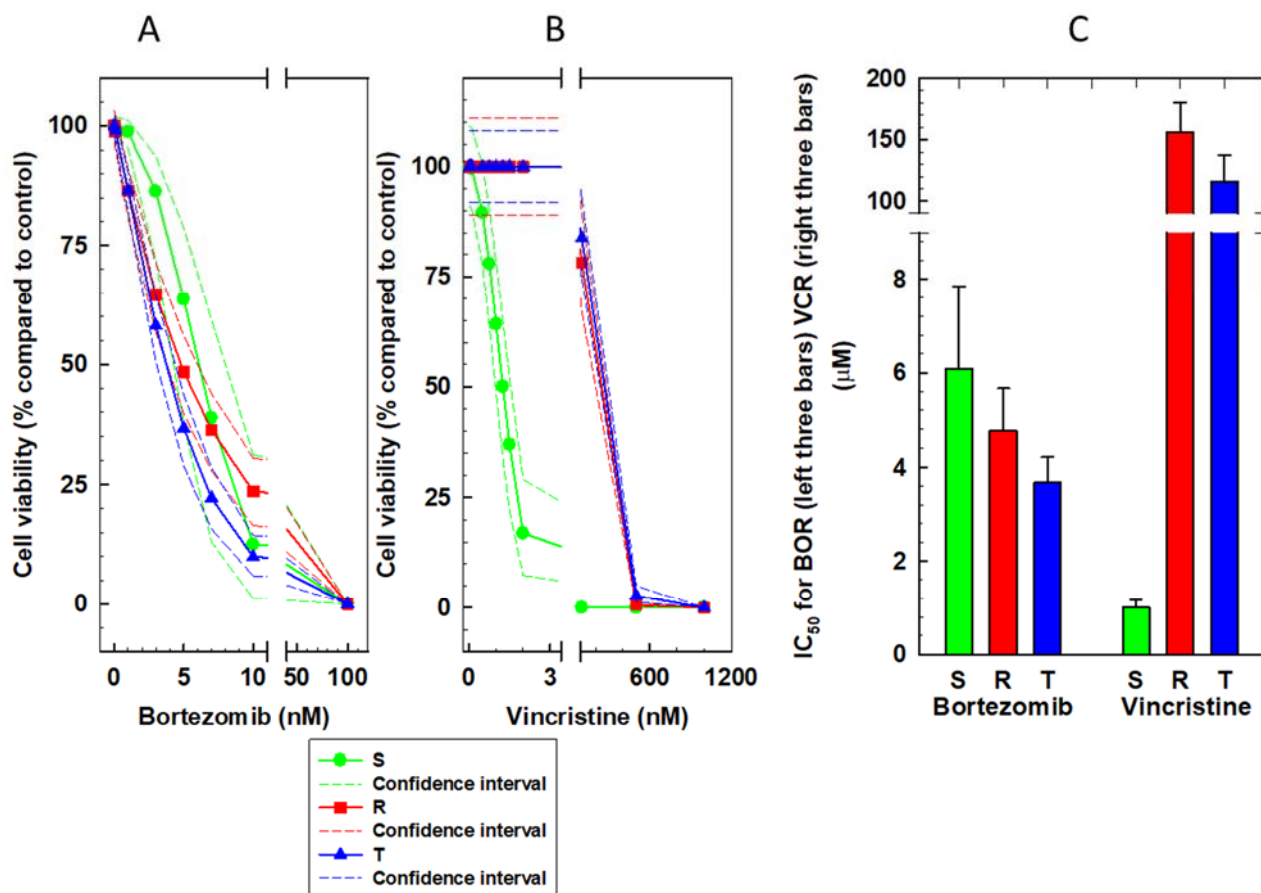 A
B
C
Cell viability (% compared to control)
100
75
50
25
0
0
5
10
50
100
Bortezomib (nM)
Cell viability (% compared to control)
100
75
50
25
0
0
3
600
1200
Vincristine (nM)
IC50 for BOR (left three bars) VCR (right three bars)
(μM)
200
150
100
8
6
4
2
0
S R T
Bortezomib
S R T
Vincristine
S
Confidence interval
R
Confidence interval
T
Confidence interval